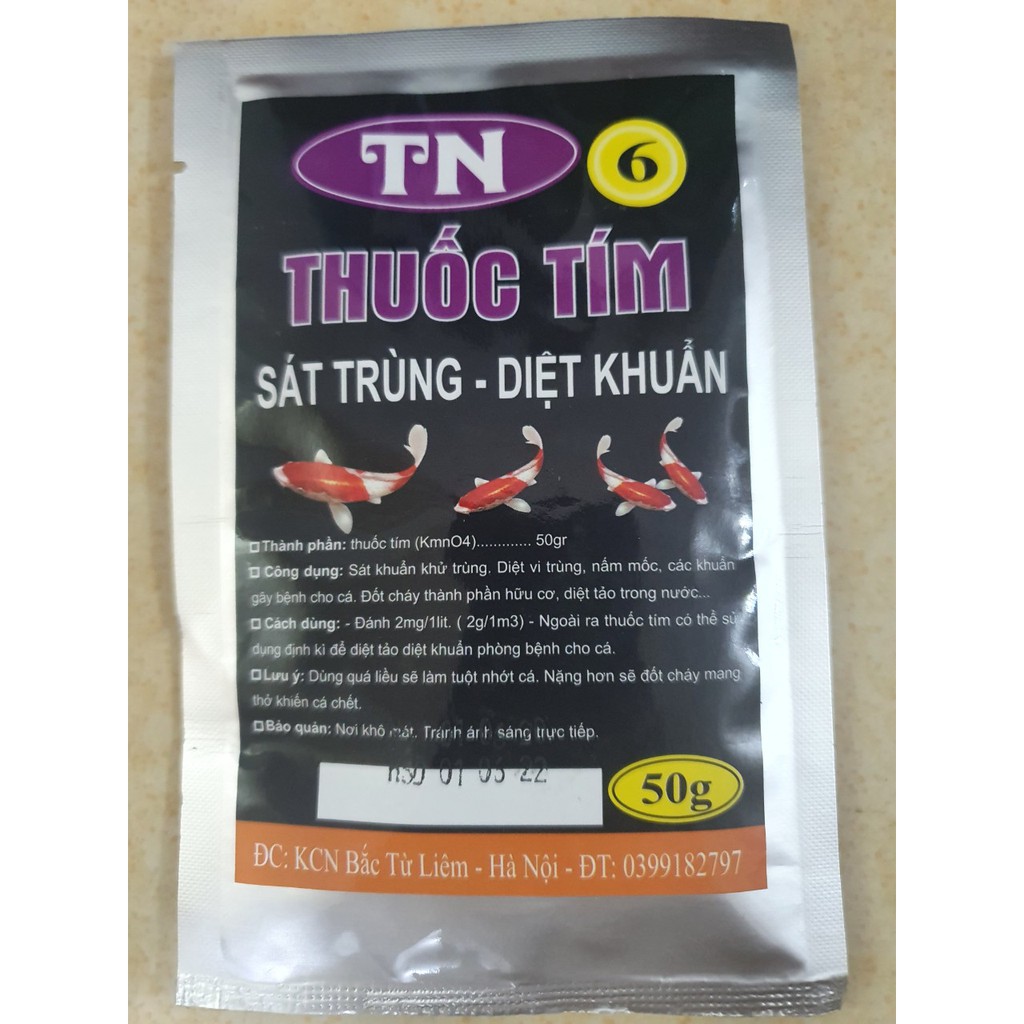 TN 6
THUỐC TÍM
SÁT TRÙNG - DIỆT KHUẨN
Thành phần: thuốc tím (KmnO4)............. 50gr
Công dụng: Sát khuẩn khử trùng. Diệt vi trùng, nấm mốc, các khuẩn
gây bệnh cho cá. Đốt cháy thành phần hữu cơ, diệt tảo trong nước...
Cách dùng: - Đánh 2mg/1lit. ( 2g/1m3) - Ngoài ra thuốc tím có thể sử
dụng định kì để diệt tảo diệt khuẩn phòng bệnh cho cá.
Lưu ý: Dùng quá liều sẽ làm tuột nhớt cá. Nặng hơn sẽ đốt cháy mang
thở khiến cá chết.
Bảo quản: Nơi khô mát. Tránh ánh sáng trực tiếp.
HSD 01 05 22
50g
ĐC: KCN Bắc Từ Liêm - Hà Nội - ĐT: 0399182797